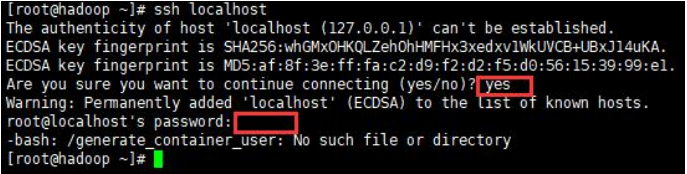 [root@hadoop ~]# ssh localhost
The authenticity of host 'localhost (127.0.0.1)' can't be established.
ECDSA key fingerprint is SHA256:whGMxOHKQLZehOhHMFHx3xedxv1WkUVCB+UBxJ14uKA.
ECDSA key fingerprint is MD5:af:8f:3e:ff:fa:c2:d9:f2:d2:f5:d0:56:15:39:99:e1.
Are you sure you want to continue connecting (yes/no)? yes
Warning: Permanently added 'localhost' (ECDSA) to the list of known hosts.
root@localhost's password:
-bash: /generate_container_user: No such file or directory
[root@hadoop ~]#